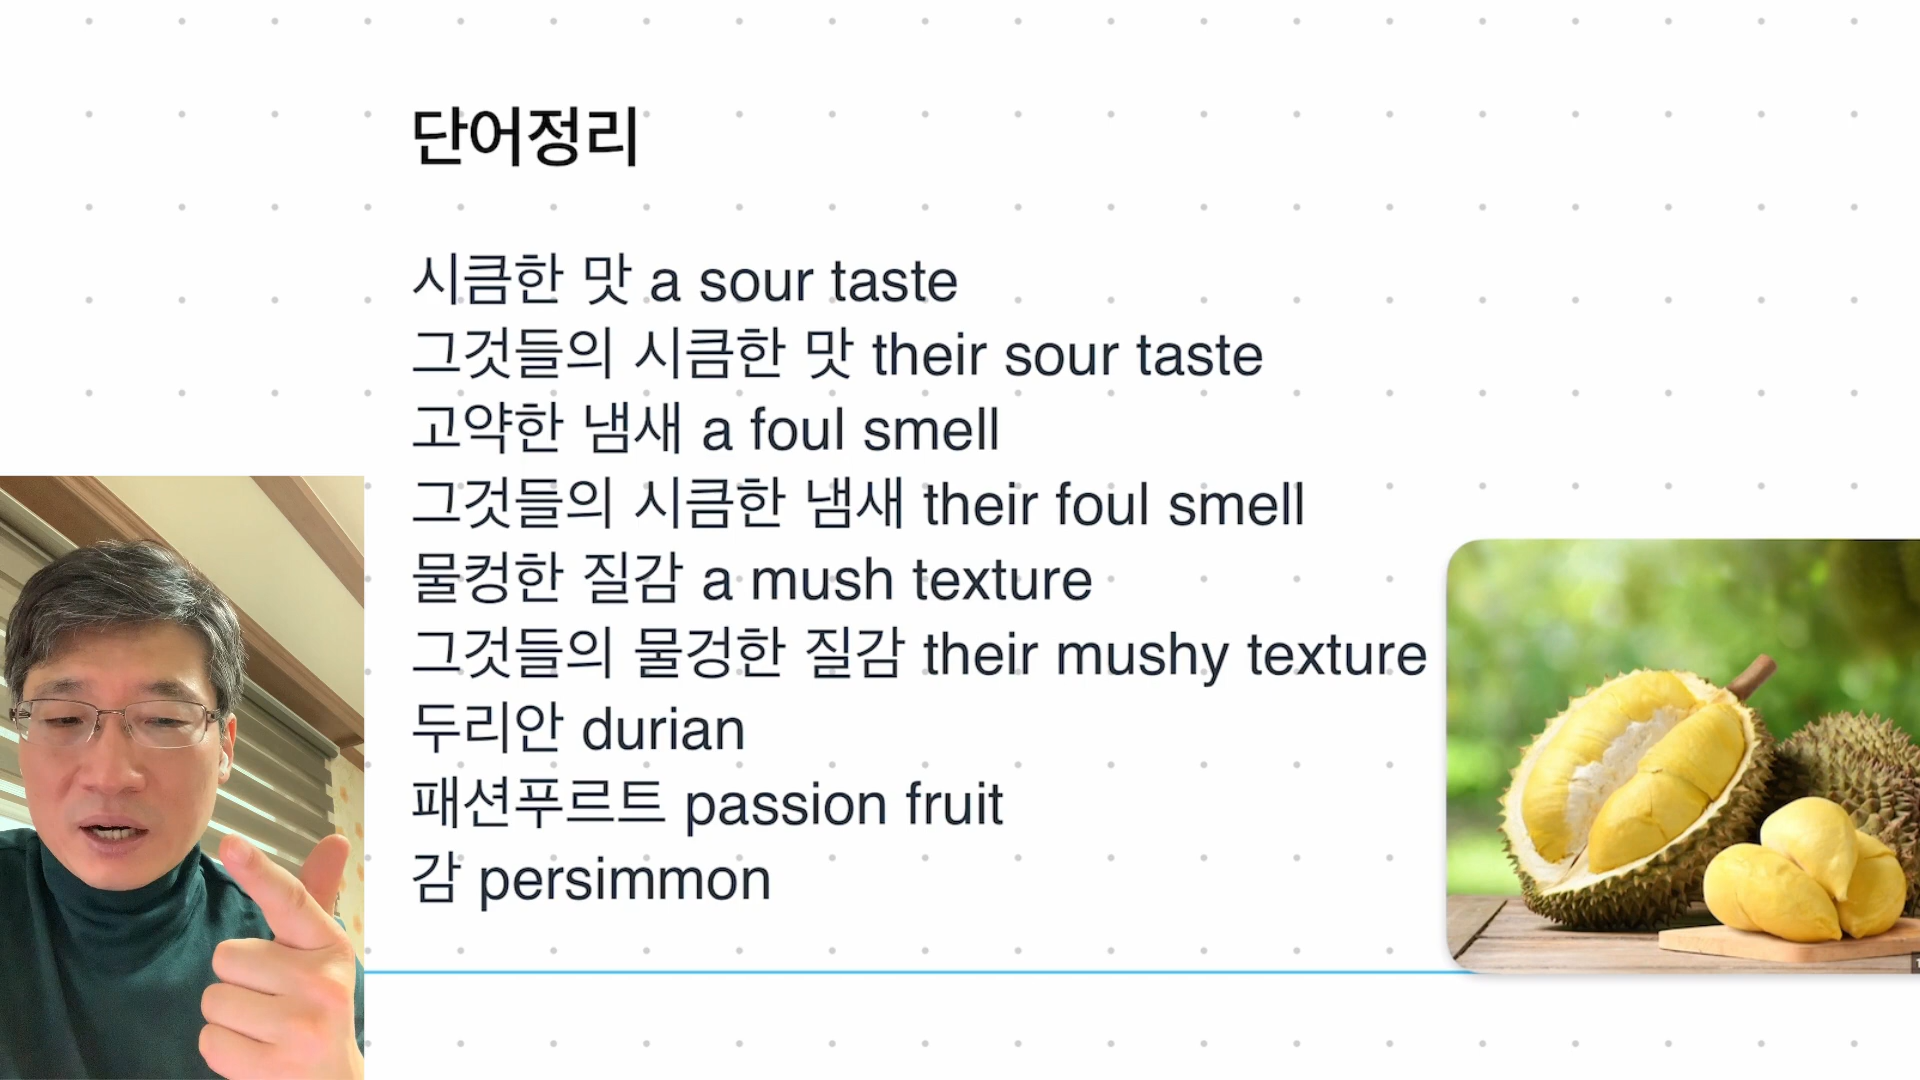 단어정리
시큼한 맛 a sour taste
그것들의 시큼한 맛 their sour taste
고약한 냄새 a foul smell
그것들의 시큼한 냄새 their foul smell
물컹한 질감 a mush texture
그것들의 물겅한 질감 their mushy texture
두리안 durian
패션푸르트 passion fruit
감 persimmon